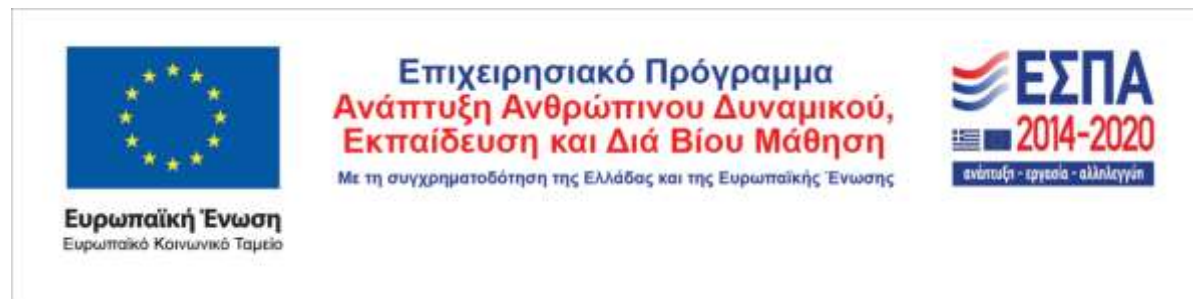 Ευρωπαϊκή Ένωση
Ευρωπαϊκό Κοινωνικό Ταμείο
Επιχειρησιακό Πρόγραμμα
Ανάπτυξη Ανθρώπινου Δυναμικού,
Εκπαίδευση και Διά Βίου Μάθηση
Με τη συγχρηματοδότηση της Ελλάδας και της Ευρωπαϊκής Ένωσης
ΕΣΠΑ
2014-2020
ανάπτυξη - εργασία - αλληλεγγύη